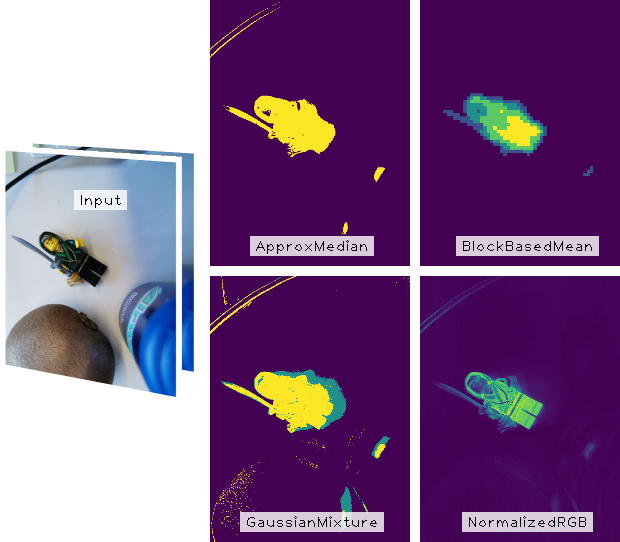 Input
ApproxMedian
BlockBasedMean
GaussianMixture
NormalizedRGB